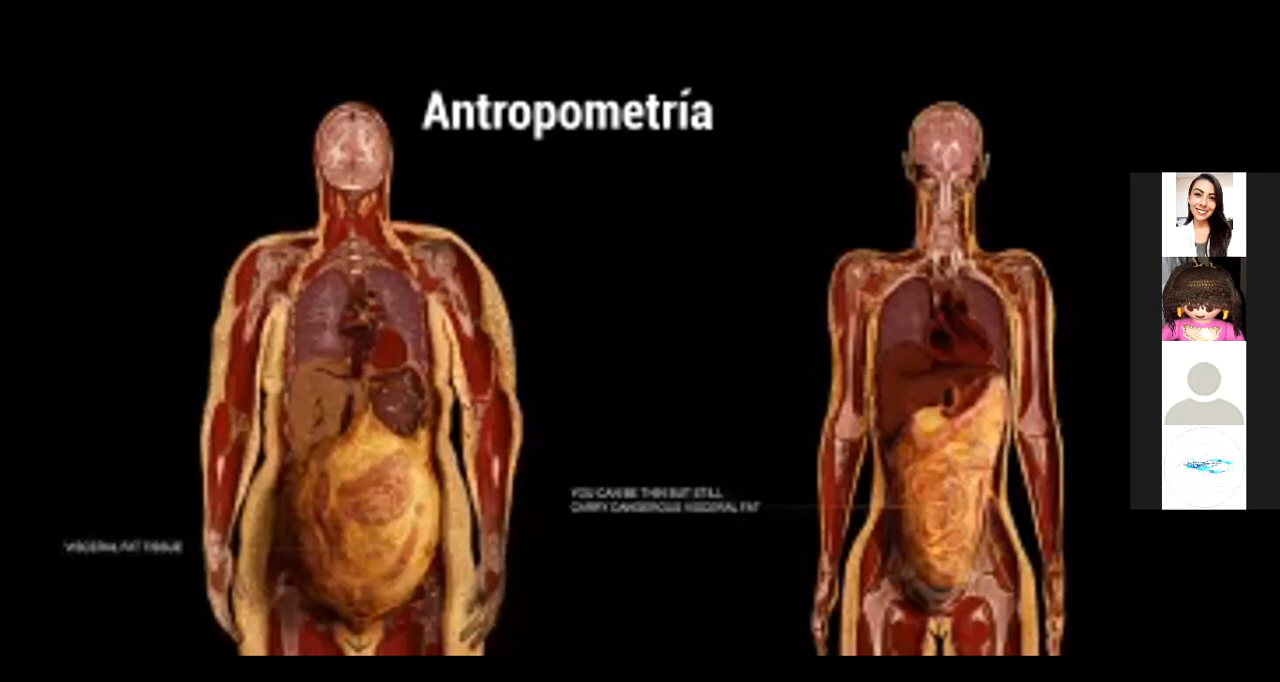 Antropometría
YOU CAN BE THIN BUT STILL
CARRY DANGEROUS VISCERAL FAT
VISCERAL FAT TISSUE